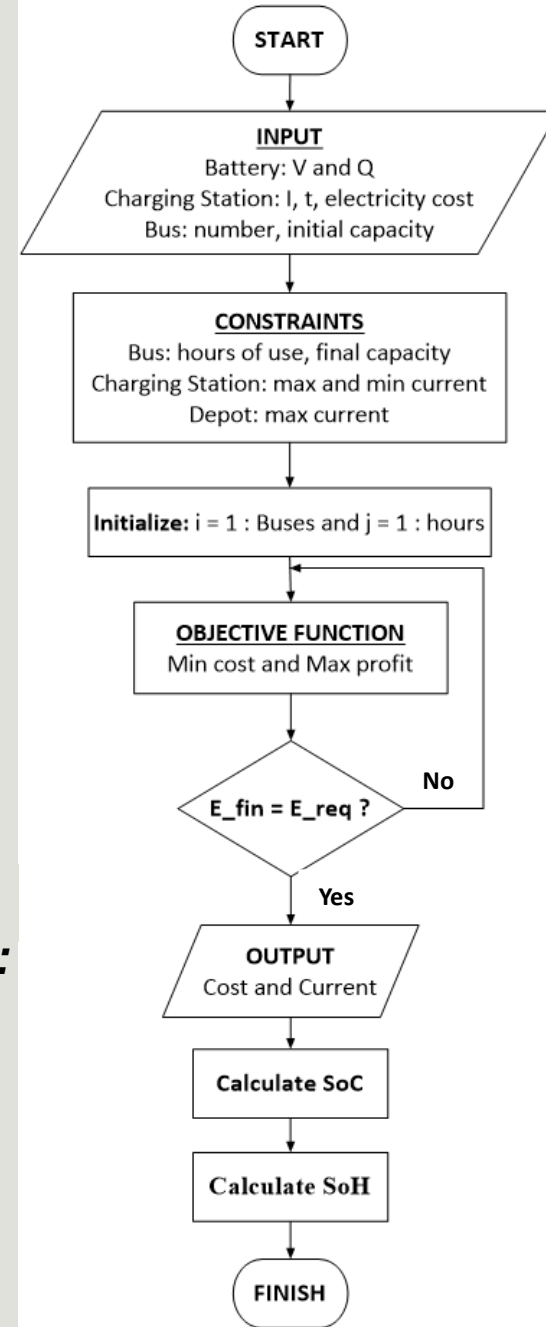 START
INPUT
Battery: V and Q
Charging Station: I, t, electricity cost
Bus: number, initial capacity
CONSTRAINTS
Bus: hours of use, final capacity
Charging Station: max and min current
Depot: max current
Initialize: i = 1 : Buses and j = 1 : hours
OBJECTIVE FUNCTION
Min cost and Max profit
E_fin = E_req ?
No
Yes
:
OUTPUT
Cost and Current
Calculate SoC
Calculate SoH
FINISH